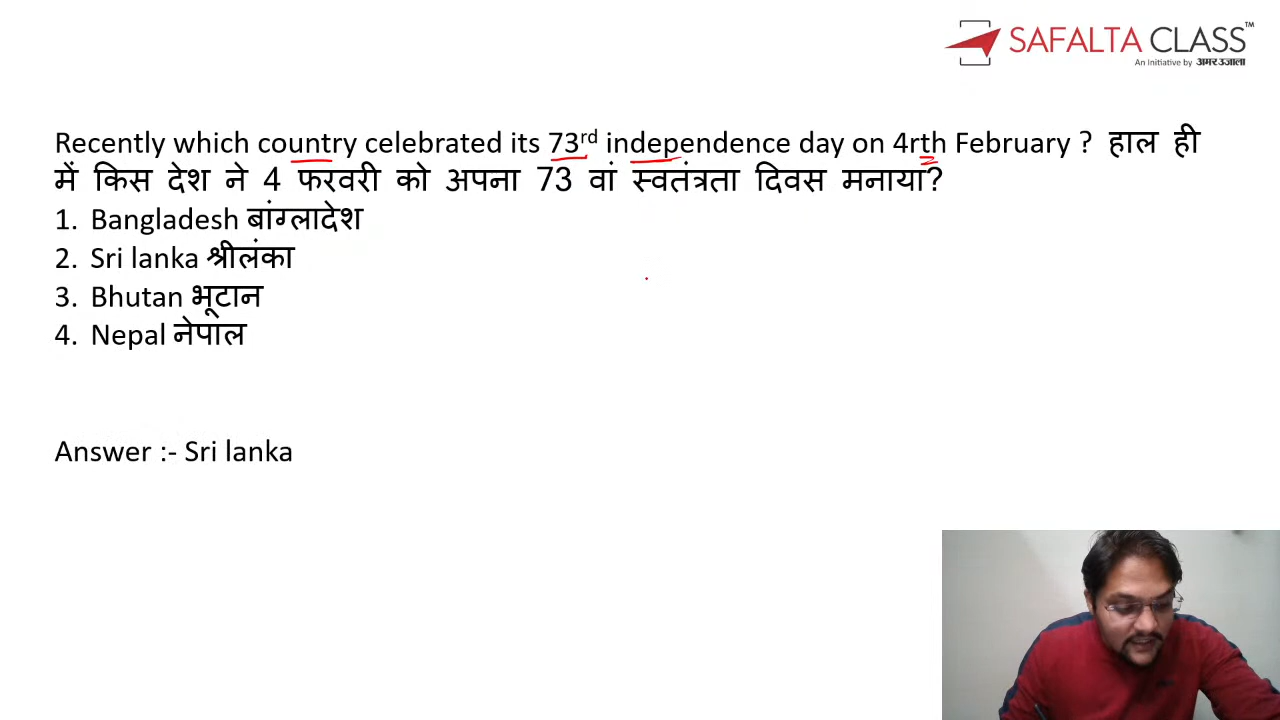 SAFALTA CLASS™
An Initiative by अमर उजाला
Recently which country celebrated its 73rd independence day on 4rth February ? हाल ही
में किस देश ने 4 फरवरी को अपना 73 वां स्वतंत्रता दिवस मनाया?
1. Bangladesh बांग्लादेश
2. Sri lanka श्रीलंका
3. Bhutan भूटान
4. Nepal नेपाल
Answer :- Sri lanka